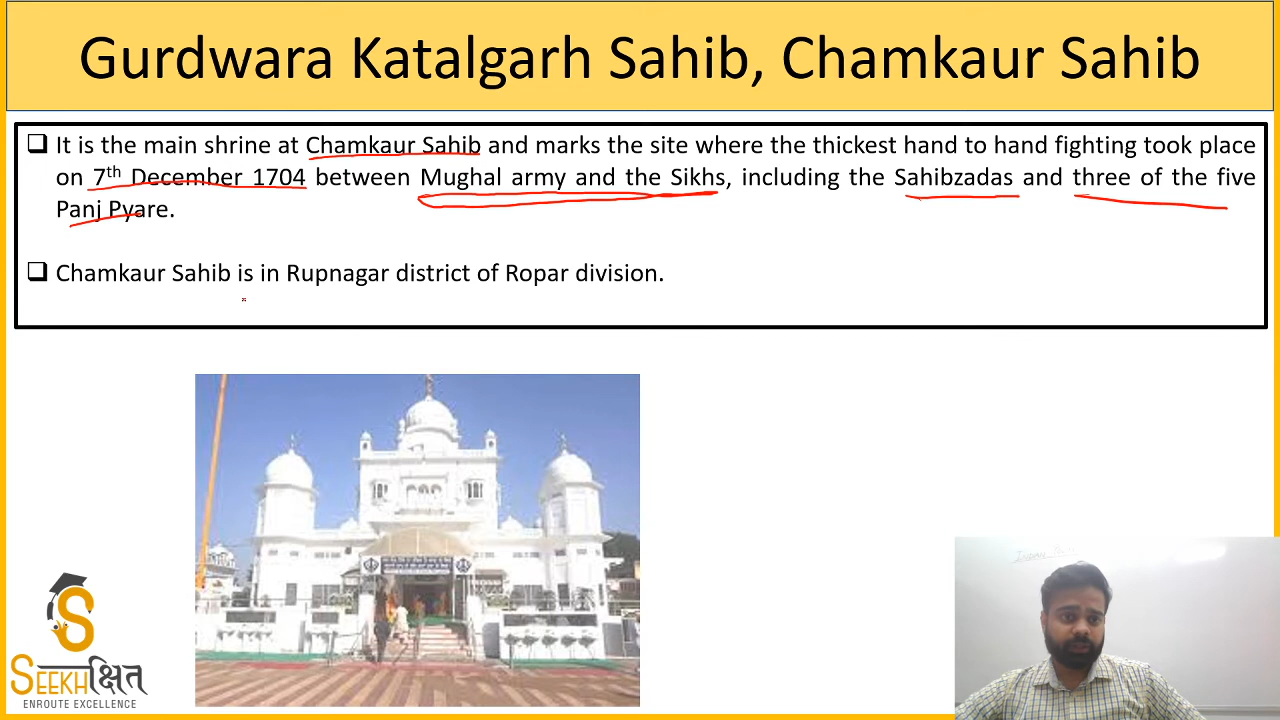 Gurdwara Katalgarh Sahib, Chamkaur Sahib
It is the main shrine at Chamkaur Sahib and marks the site where the thickest hand to hand fighting took place
on 7th December 1704 between Mughal army and the Sikhs, including the Sahibzadas and three of the five
Panj Pyare.
Chamkaur Sahib is in Rupnagar district of Ropar division.
SEEKHक्षित
ENROUTE EXCELLENCE